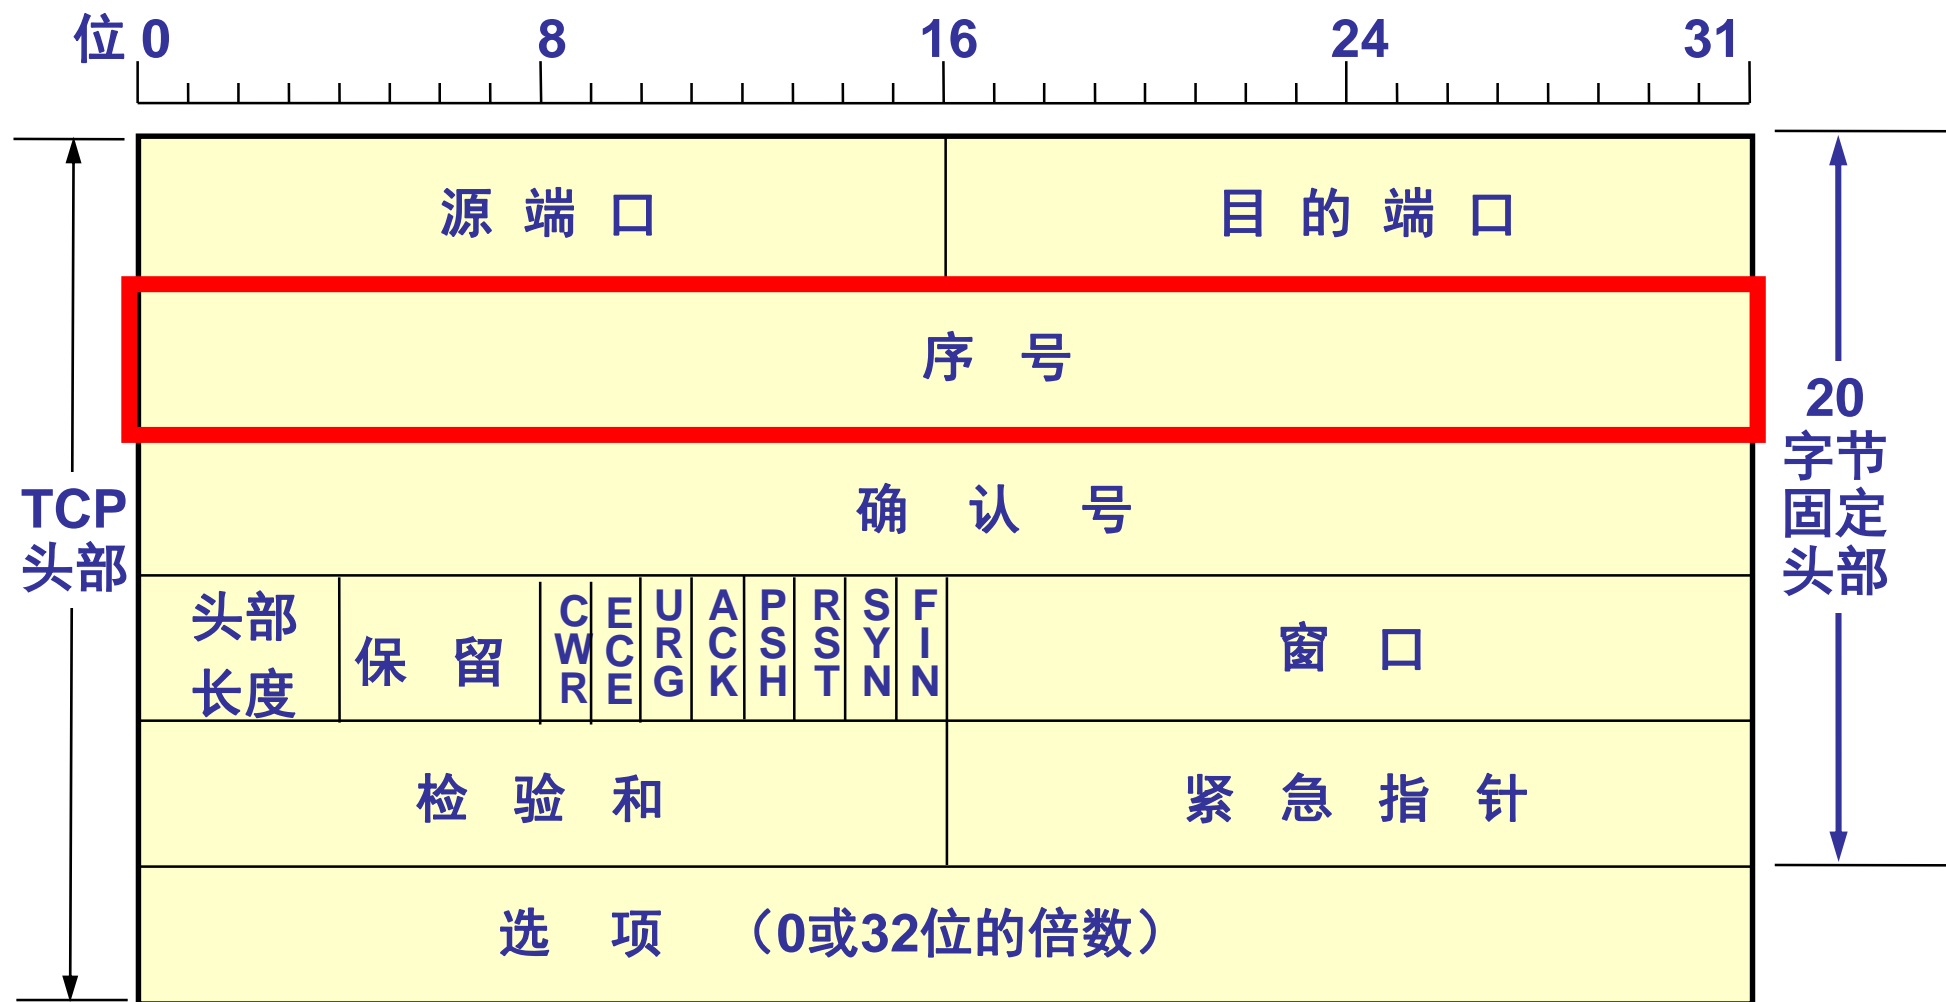 位 0 8 16 24 31
源 端 口 目 的 端 口
序 号
确 认 号
TCP
头部
20
字节
固定
头部
头部
长度
保 留
CWR
ECE
URG
ACK
PSH
RST
SYN
FIN
窗 口
检 验 和 紧 急 指 针
选 项 （0或32位的倍数）